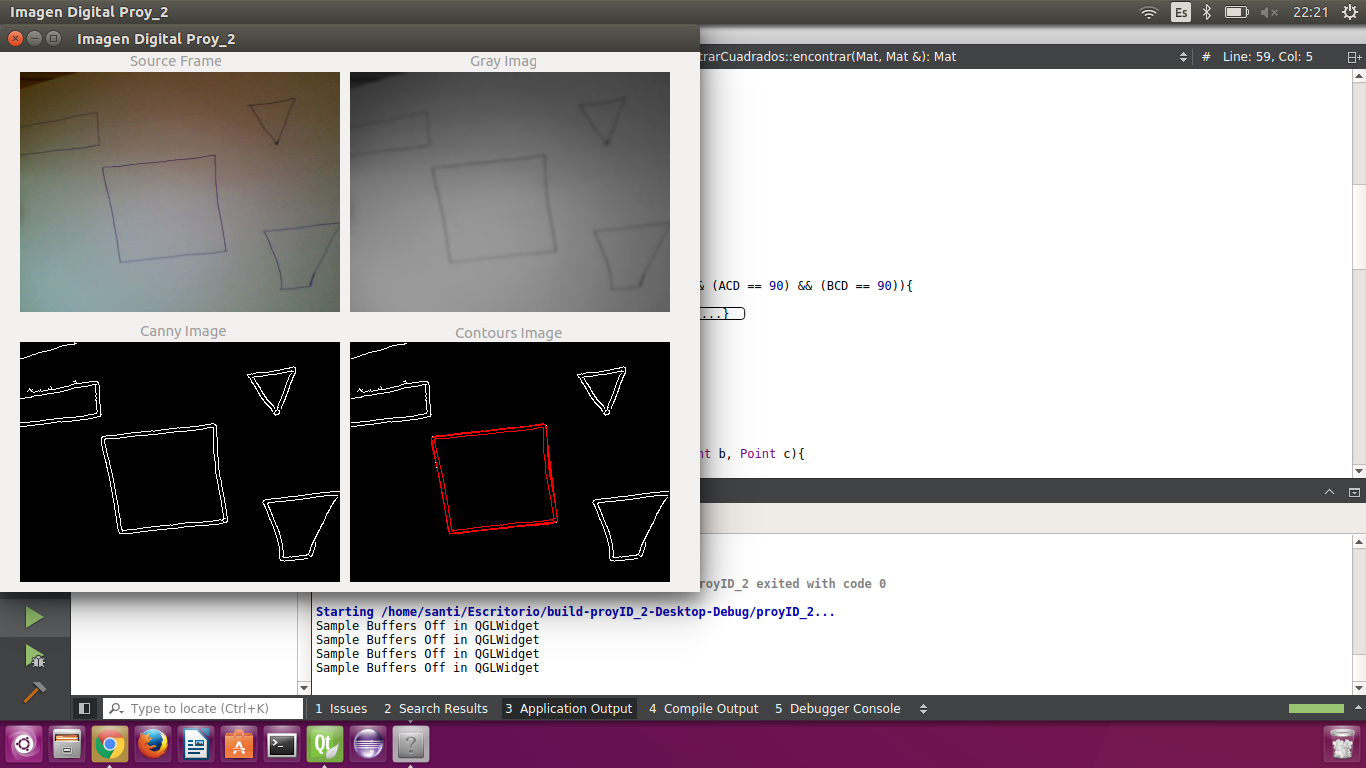 Imagen Digital Proy_2
Es
22:21
Imagen Digital Proy_2
trarCuadrados::encontrar(Mat, Mat &): Mat
#
Line: 59, Col: 5
Source Frame
Gray Imag
& (ACD == 90) && (BCD == 90)){
...}
Canny Image
Contours Image
nt b, Point c){
royID_2 exited with code 0
Starting /home/santi/Escritorio/build-proyID_2-Desktop-Debug/proyID_2...
Sample Buffers Off in QGLWidget
Sample Buffers Off in QGLWidget
Sample Buffers Off in QGLWidget
Sample Buffers Off in QGLWidget
Type to locate (Ctrl+K)
1 Issues
2 Search Results
3 Application Output
4 Compile Output
5 Debugger Console
Qt